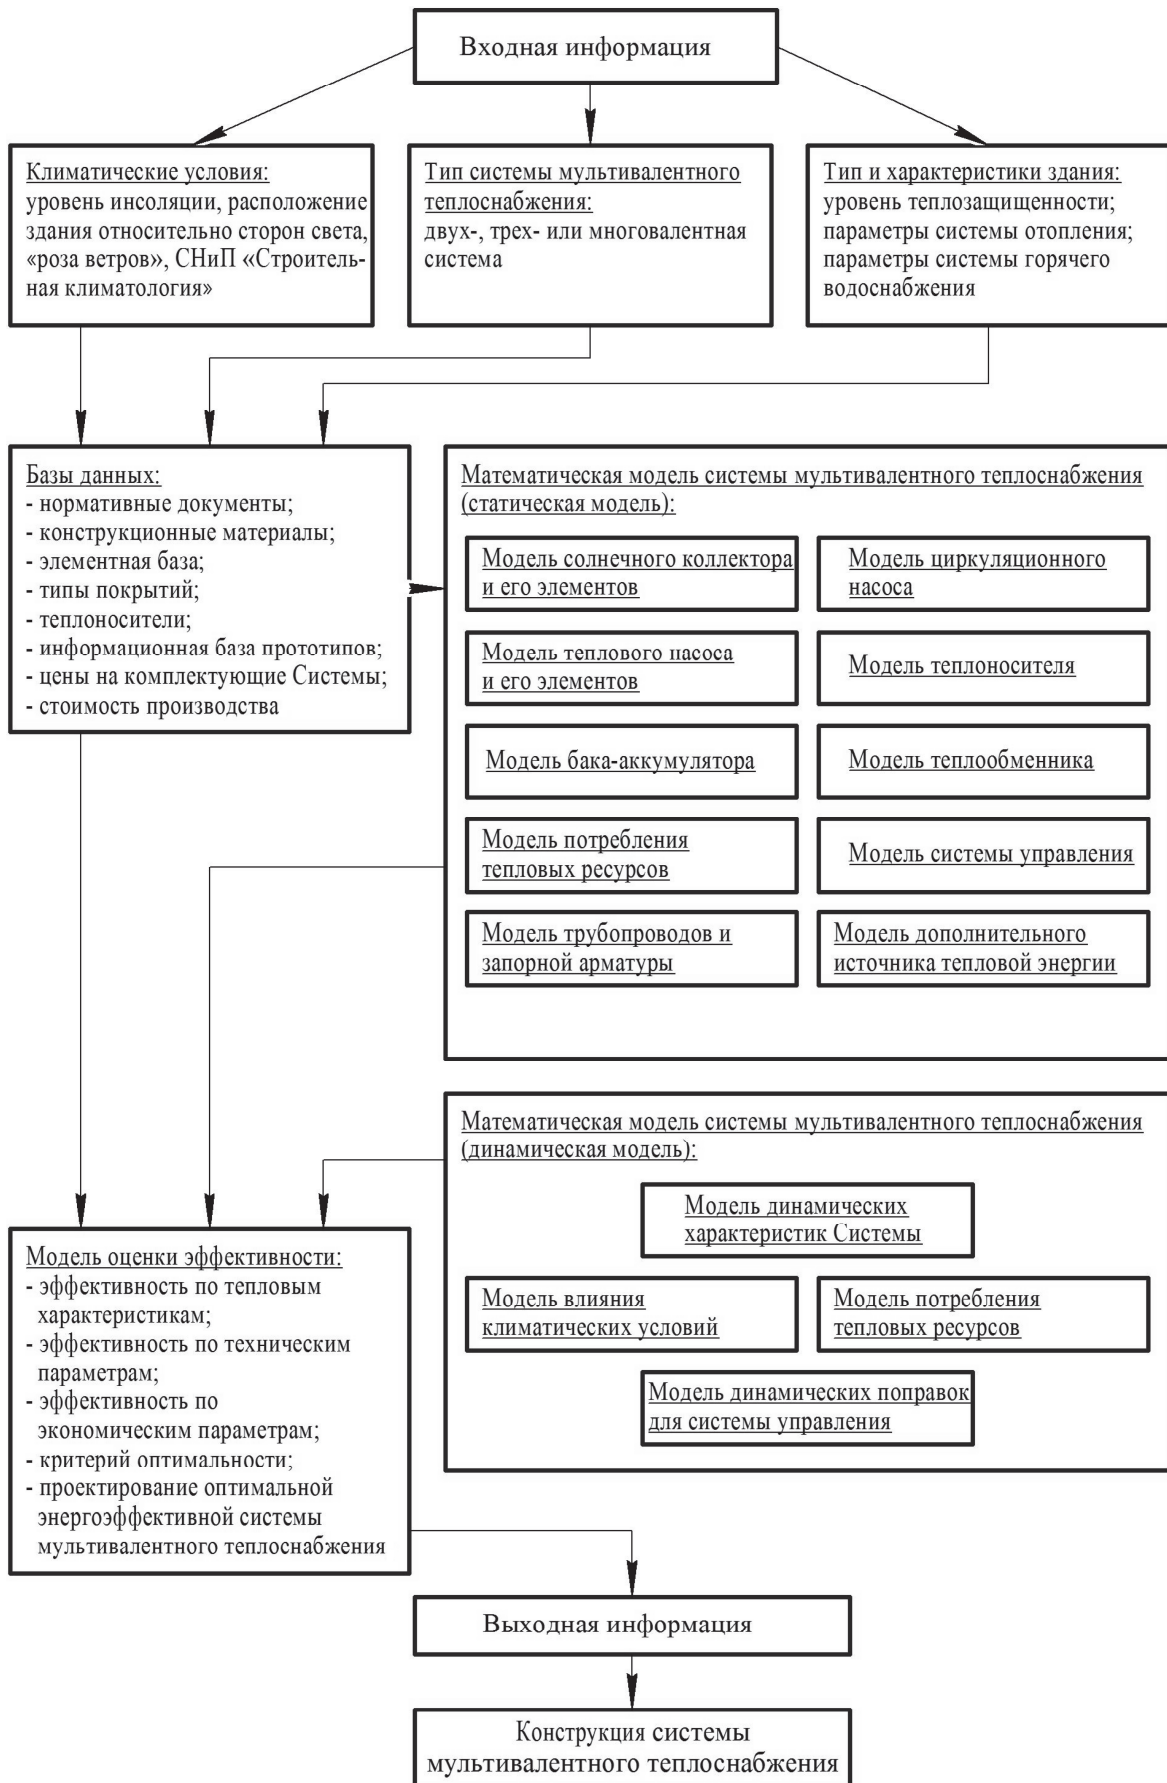 Входная информация
Климатические условия:
уровень инсоляции, расположение
здания относительно сторон света,
«роза ветров», СНиП «Строитель-
ная климатология»
Тип системы мультивалентного
теплоснабжения:
двух-, трех- или многовалентная
система
Тип и характеристики здания:
уровень теплозащищенности;
параметры системы отопления;
параметры системы горячего
водоснабжения
Базы данных:
- нормативные документы;
- конструкционные материалы;
- элементная база;
- типы покрытий;
- теплоносители;
- информационная база прототипов;
- цены на комплектующие Системы;
- стоимость производства
Математическая модель системы мультивалентного теплоснабжения
(статическая модель):
Модель солнечного коллектора
и его элементов
Модель циркуляционного
насоса
Модель теплового насоса
и его элементов
Модель теплоносителя
Модель бака-аккумулятора
Модель теплообменника
Модель потребления
тепловых ресурсов
Модель системы управления
Модель трубопроводов и
запорной арматуры
Модель дополнительного
источника тепловой энергии
Математическая модель системы мультивалентного теплоснабжения
(динамическая модель):
Модель динамических
характеристик Системы
Модель влияния
климатических условий
Модель потребления
тепловых ресурсов
Модель динамических поправок
для системы управления
Модель оценки эффективности:
- эффективность по тепловым
характеристикам;
- эффективность по техническим
параметрам;
- эффективность по
экономическим параметрам;
- критерий оптимальности;
- проектирование оптимальной
энергоэффективной системы
мультивалентного теплоснабжения
Выходная информация
Конструкция системы
мультивалентного теплоснабжения